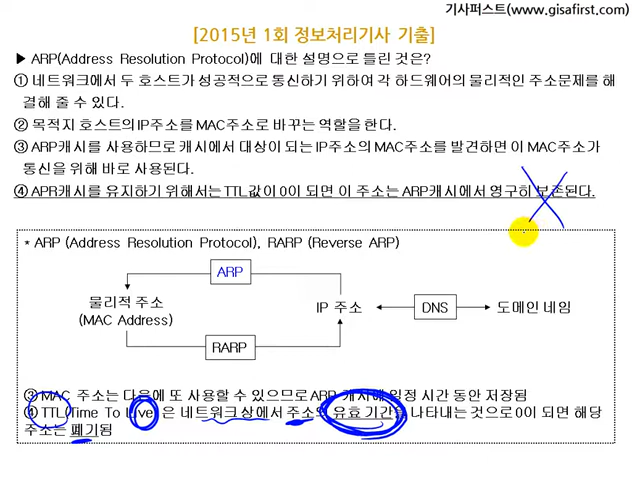 기사퍼스트(www.gisafirst.com)
[2015년 1회 정보처리기사 기출]
▶ ARP(Address Resolution Protocol)에 대한 설명으로 틀린 것은?
① 네트워크에서 두 호스트가 성공적으로 통신하기 위하여 각 하드웨어의 물리적인 주소문제를 해
결해 줄 수 있다.
② 목적지 호스트의 IP주소를 MAC주소로 바꾸는 역할을 한다.
③ ARP캐시를 사용하므로 캐시에서 대상이 되는 IP주소의 MAC주소를 발견하면 이 MAC주소가
통신을 위해 바로 사용된다.
④ APR캐시를 유지하기 위해서는 TTL값이 0이 되면 이 주소는 ARP캐시에서 영구히 보존된다.
* ARP (Address Resolution Protocol), RARP (Reverse ARP)
ARP
물리적 주소
(MAC Address)
IP 주소
DNS
도메인 네임
RARP
③ MAC 주소는 다음에 또 사용할 수 있으므로 ARP 캐시에 일정 시간 동안 저장됨
④ TTL(Time To Live)은 네트워크 상에서 주소의 유효 기간을 나타내는 것으로 0이 되면 해당
주소는 폐기됨